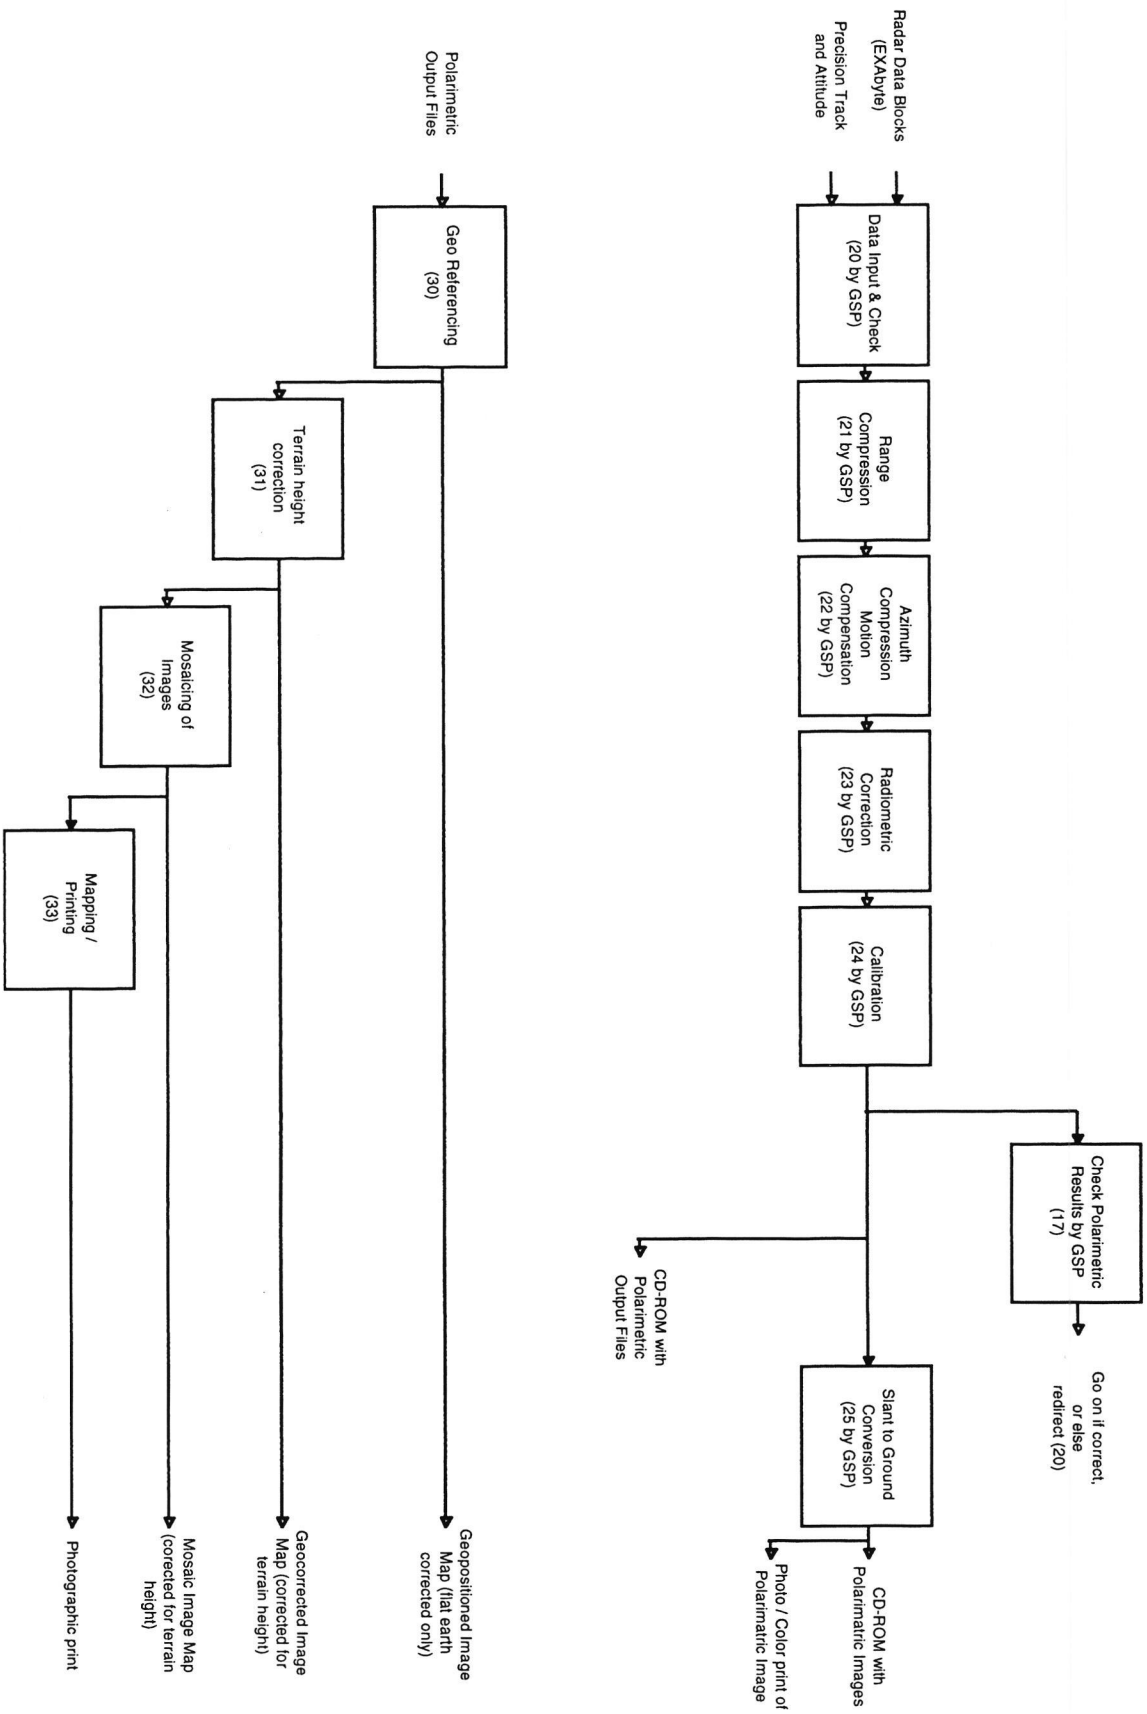 Radar Data Blocks
(EXAbyte)
Precision Track
and Attitude
Data Input & Check
(20 by GSP)
Range
Compression
(21 by GSP)
Azimuth
Compression
Motion
Compensation
(22 by GSP)
Radiometric
Correction
(23 by GSP)
Calibration
(24 by GSP)
Check Polarimetric
Results by GSP
(17)
Go on if correct,
or else
redirect (20)
CD-ROM with
Polarimetric
Output Files
Slant to Ground
Conversion
(25 by GSP)
CD-ROM with
Polarimatric Images
Photo / Color print of
Polarimatric Image
Polarimetric
Output Files
Geo Referencing
(30)
Terrain height
correction
(31)
Mosaicing of
Images
(32)
Mapping /
Printing
(33)
Geopositioned Image
Map (flat earth
corrected only)
Geocorrected Image
Map (corrected for
terrain height)
Mosaic Image Map
(corected for terrain
height)
Photographic print